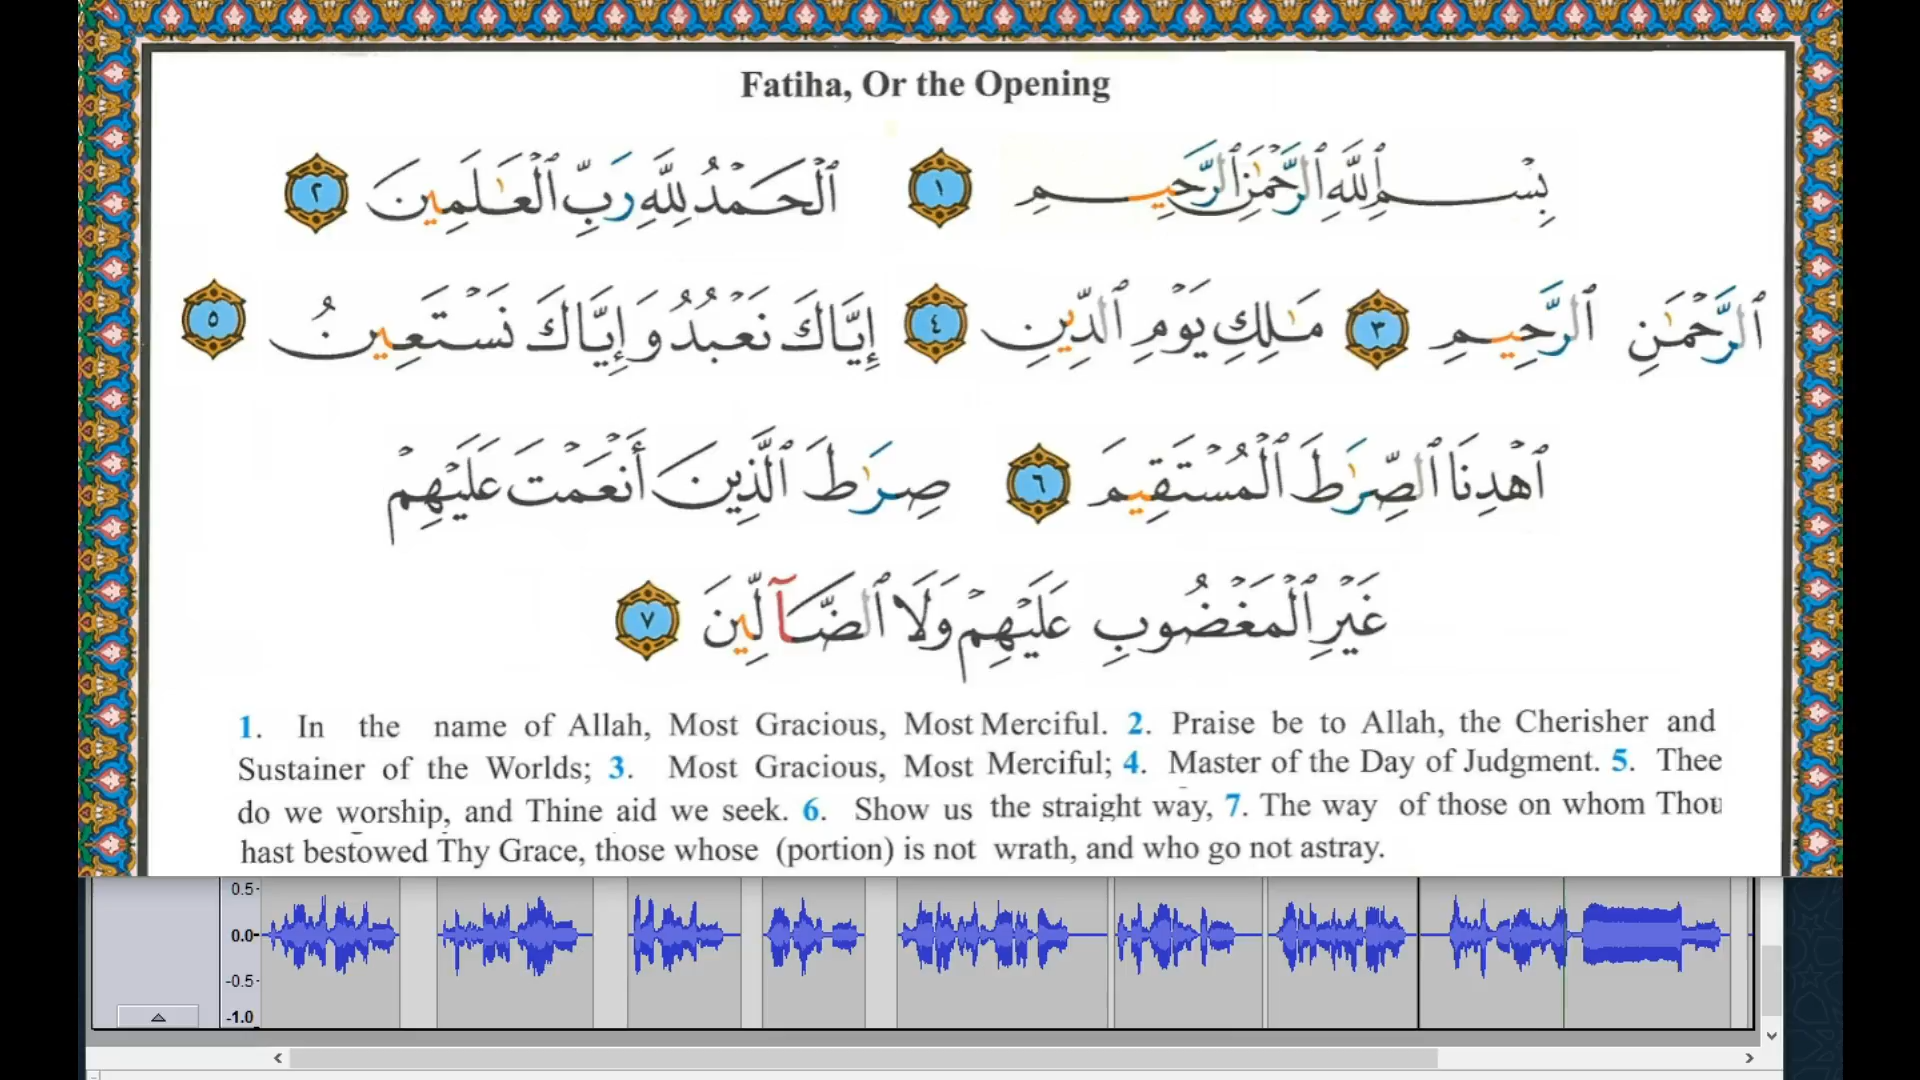 Fatiha, Or the Opening
بِسْمِ ٱللَّهِ ٱلرَّحْمَٰنِ ٱلرَّحِيمِ ١ ٱلْحَمْدُ لِلَّهِ رَبِّ ٱلْعَٰلَمِينَ ٢
ٱلرَّحْمَٰنِ ٱلرَّحِيمِ ٣ مَٰلِكِ يَوْمِ ٱلدِّينِ ٤ إِيَّاكَ نَعْبُدُ وَإِيَّاكَ نَسْتَعِينُ ٥
ٱهْدِنَا ٱلصِّرَٰطَ ٱلْمُسْتَقِيمَ ٦ صِرَٰطَ ٱلَّذِينَ أَنْعَمْتَ عَلَيْهِمْ
غَيْرِ ٱلْمَغْضُوبِ عَلَيْهِمْ وَلَا ٱلضَّآلِّينَ ٧
1. In the name of Allah, Most Gracious, Most Merciful. 2. Praise be to Allah, the Cherisher and
Sustainer of the Worlds; 3. Most Gracious, Most Merciful; 4. Master of the Day of Judgment. 5. Thee
do we worship, and Thine aid we seek. 6. Show us the straight way, 7. The way of those on whom Thou
hast bestowed Thy Grace, those whose (portion) is not wrath, and who go not astray.
0.5
0.0
-0.5
-1.0